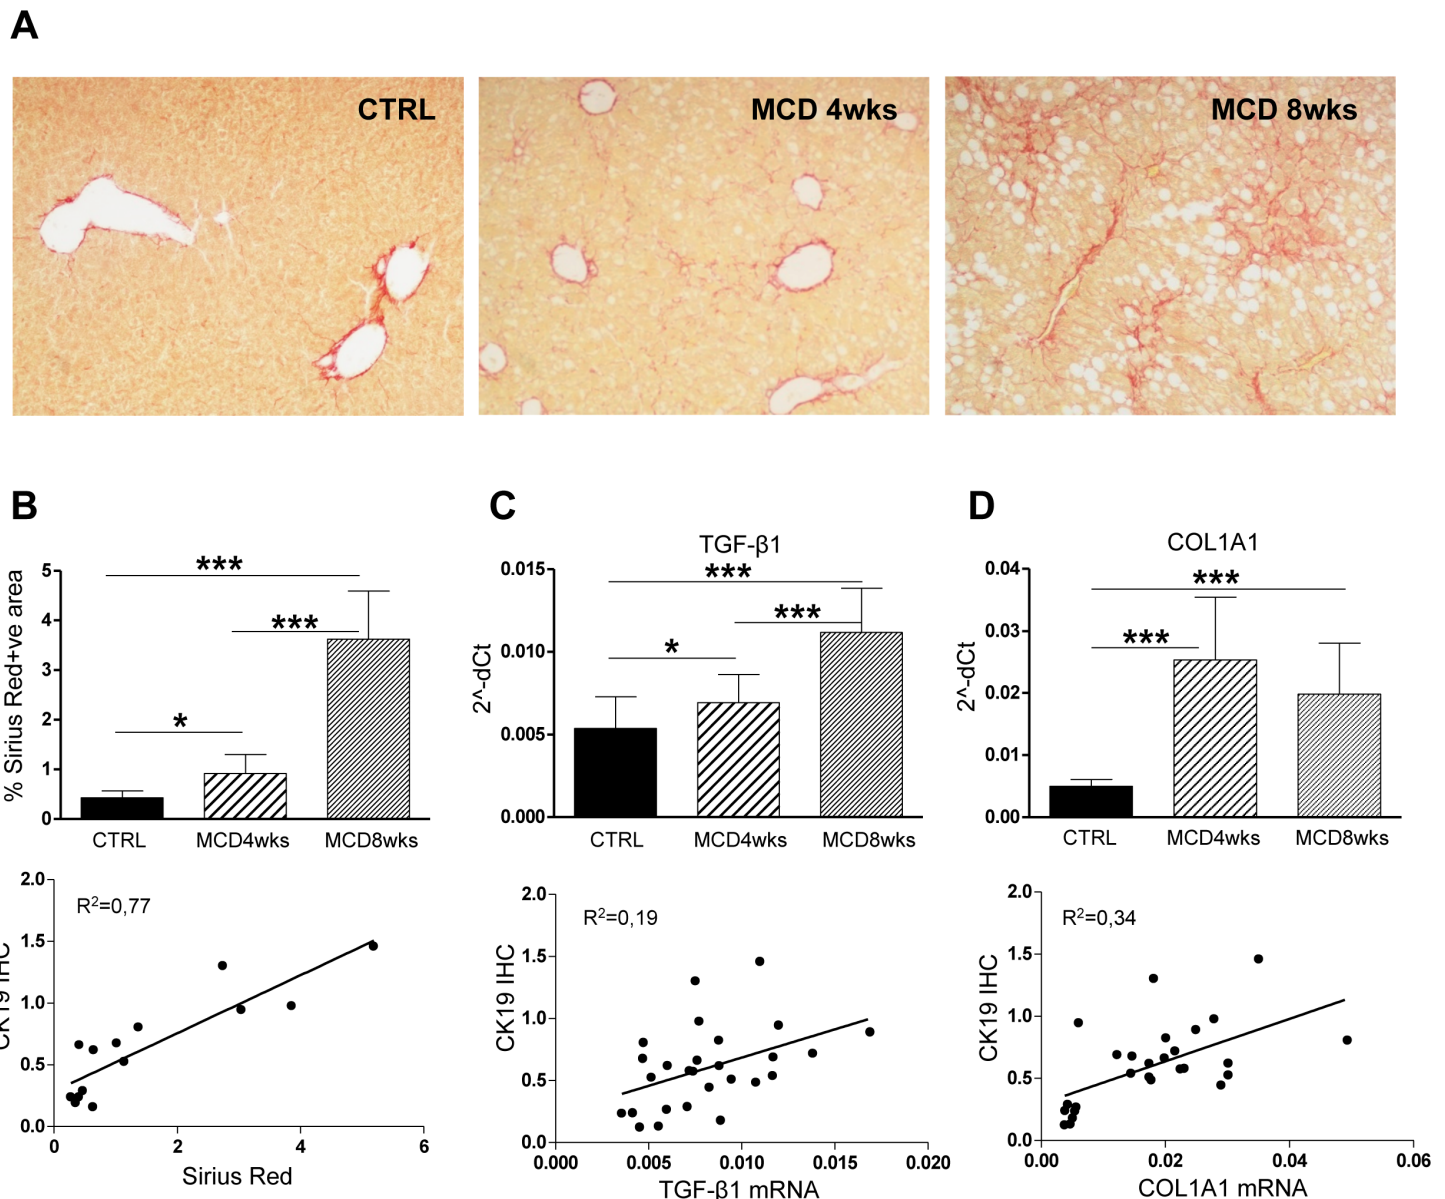 A
CTRL
MCD 4wks
MCD 8wks
B
C
D
TGF-β1
COL1A1
% Sirius Red+ve area
5
4
3
2
1
0
***
***
*
CTRL
MCD4wks
MCD8wks
2^-dCt
0.015
0.010
0.005
0.000
***
***
*
CTRL
MCD4wks
MCD8wks
2^-dCt
0.04
0.03
0.02
0.01
0.00
***
***
CTRL
MCD4wks
MCD8wks
CK19 IHC
2.0
1.5
1.0
0.5
0.0
R²=0,77
0
2
4
6
Sirius Red
CK19 IHC
2.0
1.5
1.0
0.5
0.0
R²=0,19
0.000
0.005
0.010
0.015
0.020
TGF-β1 mRNA
CK19 IHC
2.0
1.5
1.0
0.5
0.0
R²=0,34
0.00
0.02
0.04
0.06
COL1A1 mRNA